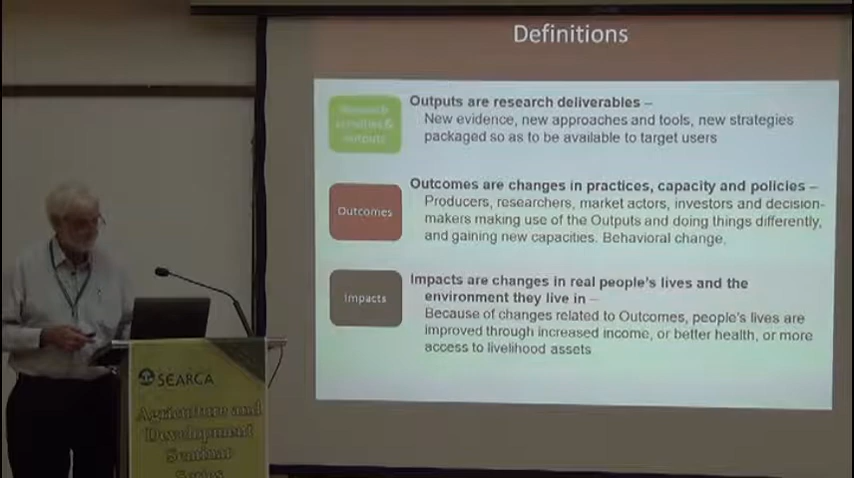 Definitions
Research
activities &
outputs
Outputs are research deliverables –
New evidence, new approaches and tools, new strategies
packaged so as to be available to target users
Outcomes
Outcomes are changes in practices, capacity and policies –
Producers, researchers, market actors, investors and decision-
makers making use of the Outputs and doing things differently,
and gaining new capacities. Behavioral change.
Impacts
Impacts are changes in real people's lives and the
environment they live in –
Because of changes related to Outcomes, people's lives are
improved through increased income, or better health, or more
access to livelihood assets
SEARCA
Agriculture and
Development
Seminar
Series